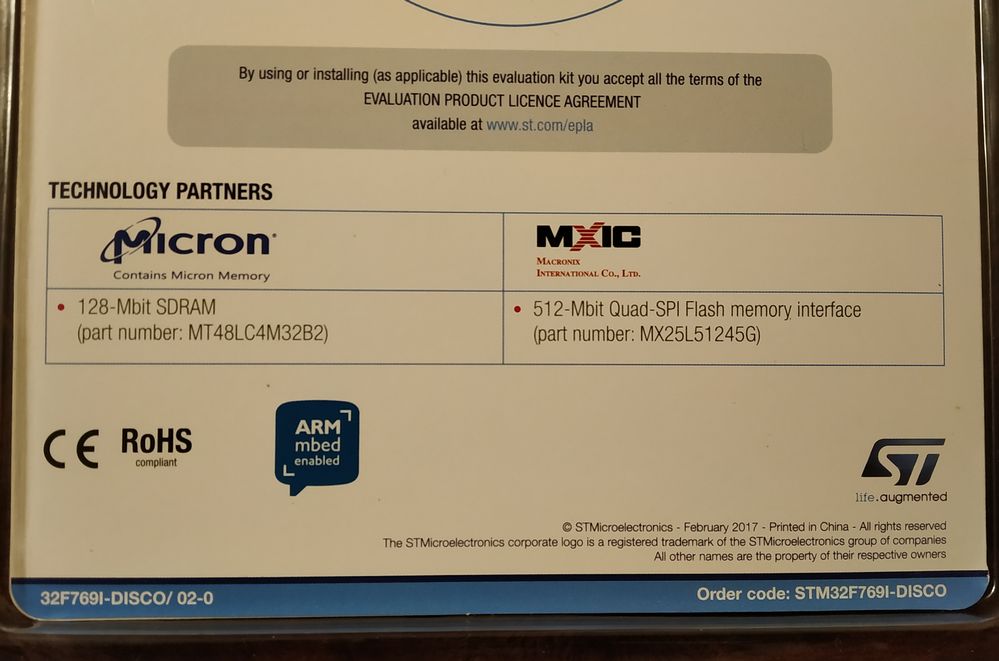 By using or installing (as applicable) this evaluation kit you accept all the terms of the
EVALUATION PRODUCT LICENCE AGREEMENT
available at www.st.com/epla
TECHNOLOGY PARTNERS
Micron
Contains Micron Memory
MXIC
MACRONIX
INTERNATIONAL CO., LTD.
• 128-Mbit SDRAM
(part number: MT48LC4M32B2)
• 512-Mbit Quad-SPI Flash memory interface
(part number: MX25L51245G)
CE
RoHS
compliant
ARM
mbed
enabled
ST
life.augmented
© STMicroelectronics - February 2017 - Printed in China - All rights reserved
The STMicroelectronics corporate logo is a registered trademark of the STMicroelectronics group of companies
All other names are the property of their respective owners
32F769I-DISCO/ 02-0
Order code: STM32F769I-DISCO